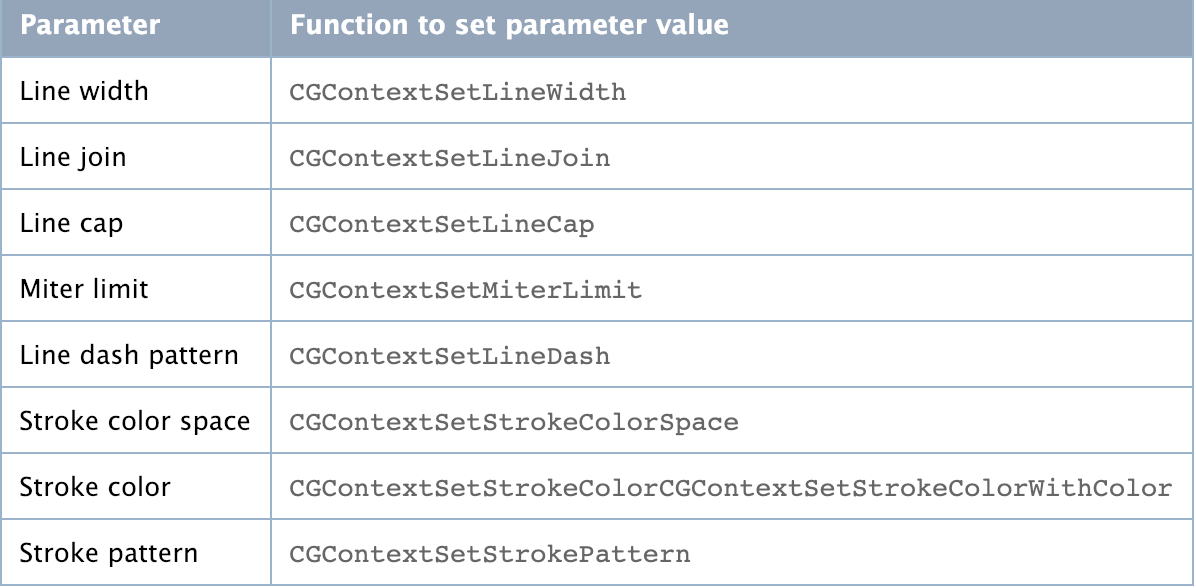 Parameter Function to set parameter value
Line width CGContextSetLineWidth
Line join CGContextSetLineJoin
Line cap CGContextSetLineCap
Miter limit CGContextSetMiterLimit
Line dash pattern CGContextSetLineDash
Stroke color space CGContextSetStrokeColorSpace
Stroke color CGContextSetStrokeColorCGContextSetStrokeColorWithColor
Stroke pattern CGContextSetStrokePattern